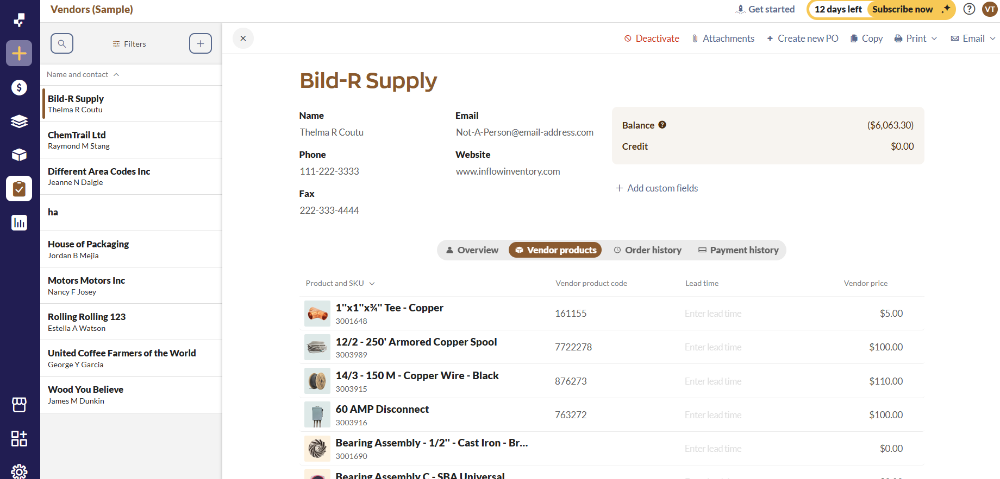 Vendors (Sample)
Get started
12 days left
Subscribe now
?
VT
Filters
Name and contact
Bild-R Supply
Thelma R Coutu
ChemTrail Ltd
Raymond M Stang
Different Area Codes Inc
Jeanne N Daigle
ha
House of Packaging
Jordan B Mejia
Motors Motors Inc
Nancy F Josey
Rolling Rolling 123
Estella A Watson
United Coffee Farmers of the World
George Y Garcia
Wood You Believe
James M Dunkin
Deactivate
Attachments
+ Create new PO
Copy
Print
Email
Bild-R Supply
Name
Thelma R Coutu
Email
Not-A-Person@email-address.com
Phone
111-222-3333
Website
www.inflowinventory.com
Fax
222-333-4444
Balance ?
($6,063.30)
Credit
$0.00
+ Add custom fields
Overview
Vendor products
Order history
Payment history
Product and SKU
Vendor product code
Lead time
Vendor price
1"x1"x¾" Tee - Copper
3001648
161155
Enter lead time
$5.00
12/2 - 250' Armored Copper Spool
3003989
7722278
Enter lead time
$100.00
14/3 - 150 M - Copper Wire - Black
3003915
876273
Enter lead time
$110.00
60 AMP Disconnect
3003916
763272
Enter lead time
$100.00
Bearing Assembly - 1/2" - Cast Iron - Br...
3001690
Enter lead time
$0.00
Bearing Assembly C - SBA Universal